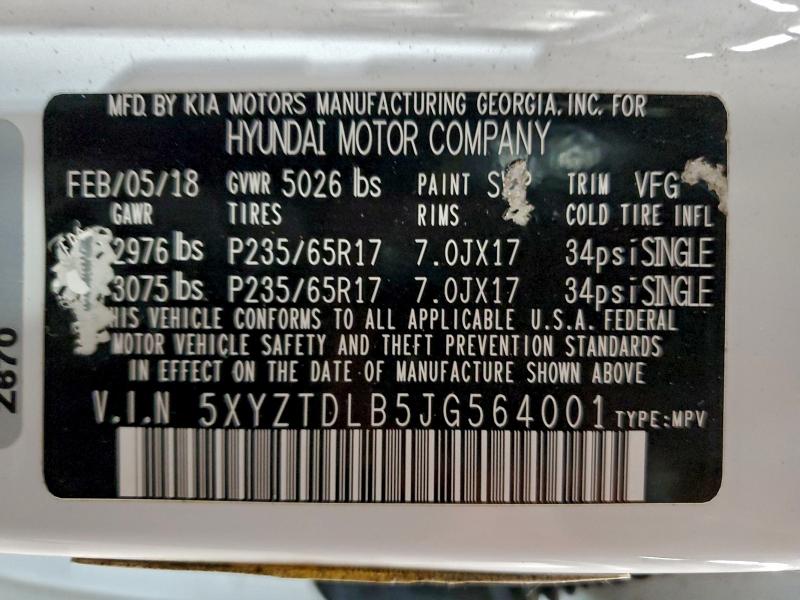 MFD. BY KIA MOTORS MANUFACTURING GEORGIA, INC. FOR
HYUNDAI MOTOR COMPANY
FEB/05/18 GVWR 5026 lbs PAINT TRIM VFG
GAWR TIRES RIMS COLD TIRE INFL
2976 lbs P235/65R17 7.0JX17 34psi SINGLE
3075 lbs P235/65R17 7.0JX17 34psi SINGLE
VEHICLE CONFORMS TO ALL APPLICABLE U.S.A. FEDERAL
MOTOR VEHICLE SAFETY AND THEFT PREVENTION STANDARDS
IN EFFECT ON THE DATE OF MANUFACTURE SHOWN ABOVE
V.I.N 5XYZTDLB5JG564001 TYPE:MPV